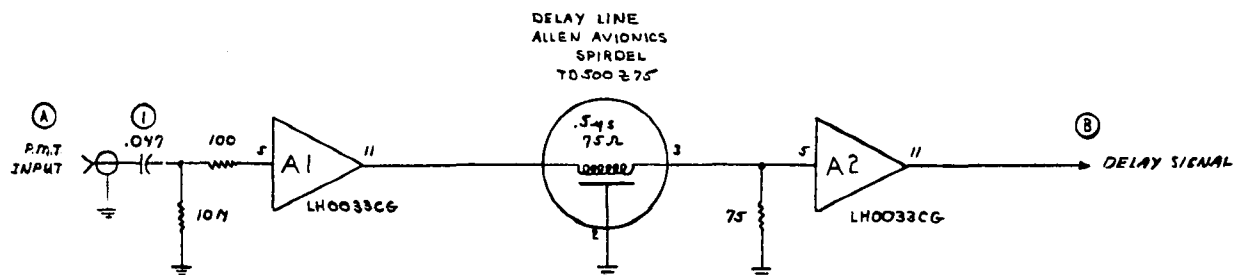 DELAY LINE
ALLEN AVIONICS
SPIRDEL
TD500Z75
A
P.M.T
INPUT
1
.047
100
10M
5
A1
11
LH0033CG
.5μs
75Ω
3
2
75
5
A2
11
LH0033CG
B
DELAY SIGNAL